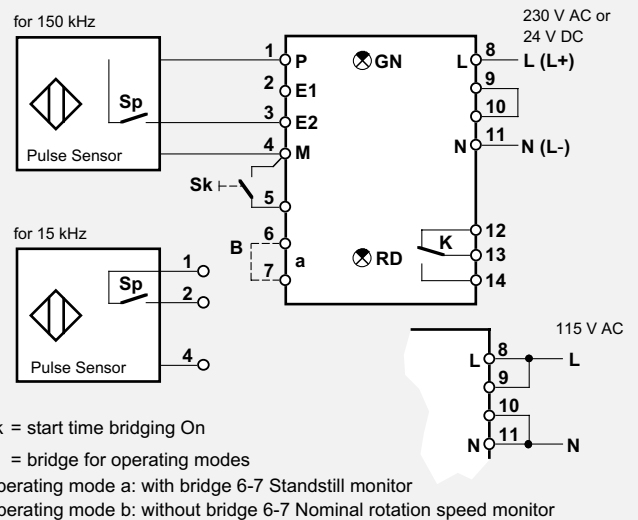 for 150 kHz
230 V AC or
24 V DC
1 P GN L 8 L (L+)
2 E1 9
Sp 3 E2 10
Pulse Sensor 4 M N 11 N (L-)
Sk 5
for 15 kHz
6 12
B a K 13
7 RD 14
1
Sp 2
4
Pulse Sensor
115 V AC
L 8 L
9
10
N 11 N
= start time bridging On
= bridge for operating modes
perating mode a: with bridge 6-7 Standstill monitor
perating mode b: without bridge 6-7 Nominal rotation speed monitor